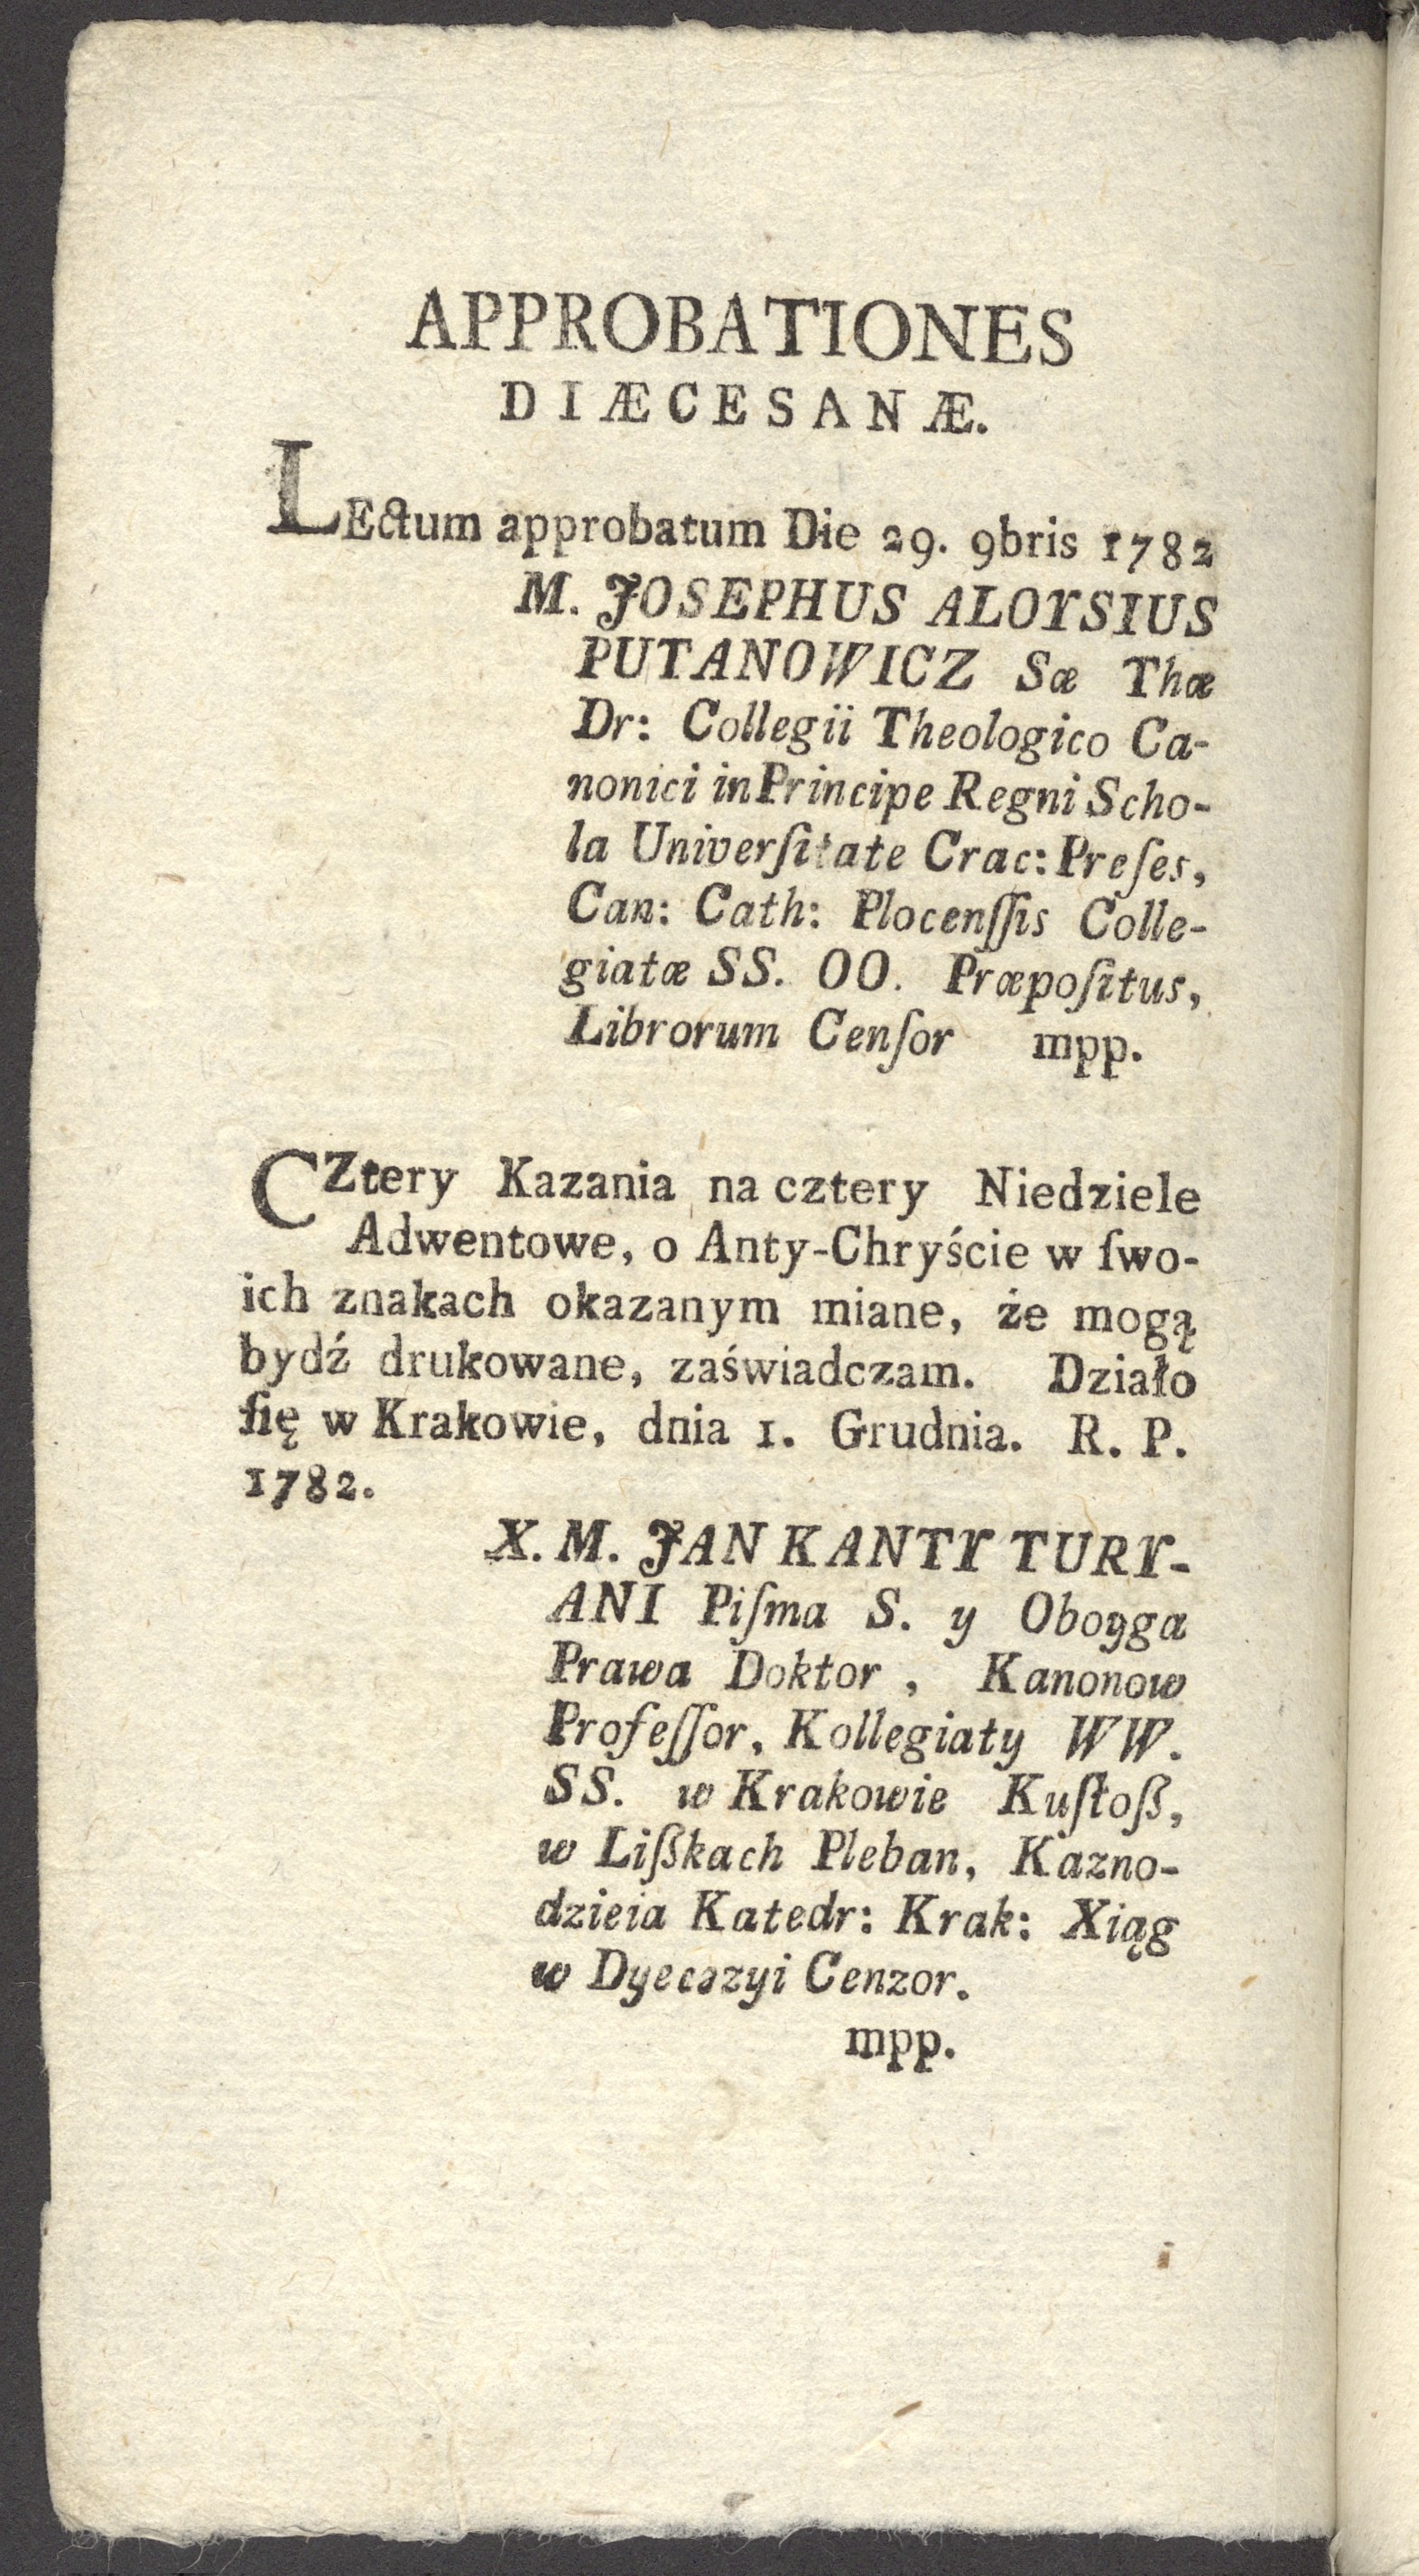 APPROBATIONES
DIÆCESANÆ.
LEctum approbatum Die 29. 9bris 1782
M. JOSEPHUS ALOYSIUS
PUTANOWICZ Sæ Thæ
Dr: Collegii Theologico Ca-
nonici in Principe Regni Scho-
la Univerſitate Crac: Preſes,
Can: Cath: Plocenſſis Colle-
giatæ SS. OO. Præpoſitus,
Librorum Cenſor mpp.
CZtery Kazania na cztery Niedziele
Adwentowe, o Anty-Chryście w ſwo-
ich znakach okazanym miane, że mogą
bydź drukowane, zaświadczam. Działo
ſię w Krakowie, dnia 1. Grudnia. R. P.
1782.
X. M. JAN KANTY TURY-
ANI Piſma S. y Oboyga
Prawa Doktor , Kanonow
Profeſſor, Kollegiaty WW.
SS. w Krakowie Kuſtoß,
w Lißkach Pleban, Kazno-
dzieia Katedr: Krak: Xiąg
w Dyecezyi Cenzor.
mpp.